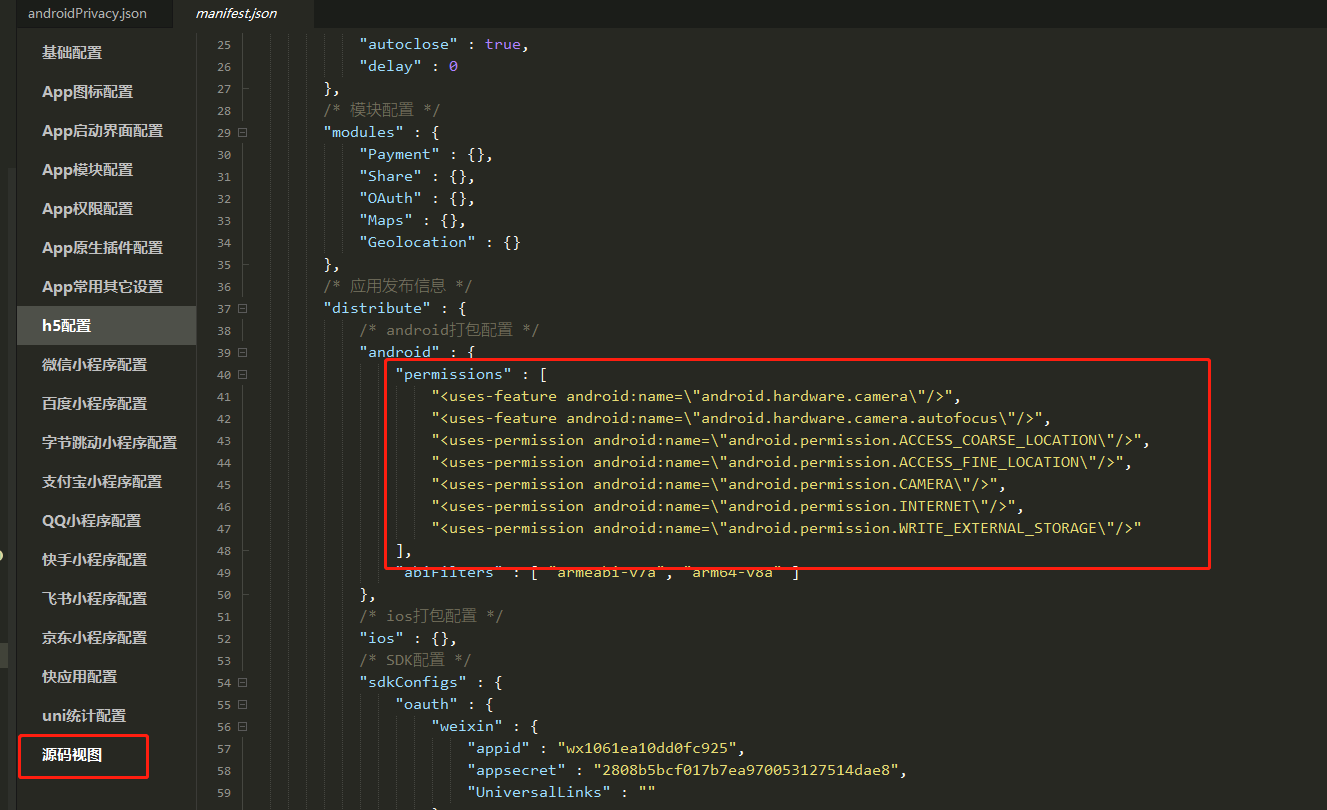 androidPrivacy.json
manifest.json
基础配置
App图标配置
App启动界面配置
App模块配置
App权限配置
App原生插件配置
App常用其它设置
h5配置
微信小程序配置
百度小程序配置
字节跳动小程序配置
支付宝小程序配置
QQ小程序配置
快手小程序配置
飞书小程序配置
京东小程序配置
快应用配置
uni统计配置
源码视图
25 "autoclose" : true,
26 "delay" : 0
27 },
28 /* 模块配置 */
29 "modules" : {
30 "Payment" : {},
31 "Share" : {},
32 "OAuth" : {},
33 "Maps" : {},
34 "Geolocation" : {}
35 },
36 /* 应用发布信息 */
37 "distribute" : {
38 /* android打包配置 */
39 "android" : {
40 "permissions" : [
41 "<uses-feature android:name=\"android.hardware.camera\"/>",
42 "<uses-feature android:name=\"android.hardware.camera.autofocus\"/>",
43 "<uses-permission android:name=\"android.permission.ACCESS_COARSE_LOCATION\"/>",
44 "<uses-permission android:name=\"android.permission.ACCESS_FINE_LOCATION\"/>",
45 "<uses-permission android:name=\"android.permission.CAMERA\"/>",
46 "<uses-permission android:name=\"android.permission.INTERNET\"/>",
47 "<uses-permission android:name=\"android.permission.WRITE_EXTERNAL_STORAGE\"/>"
48 ],
49 "abiFilters" : [ "armeabi-v7a", "arm64-v8a" ]
50 },
51 /* ios打包配置 */
52 "ios" : {},
53 /* SDK配置 */
54 "sdkConfigs" : {
55 "oauth" : {
56 "weixin" : {
57 "appid" : "wx1061ea10dd0fc925",
58 "appsecret" : "2808b5bcf017b7ea970053127514dae8",
59 "UniversalLinks" : ""